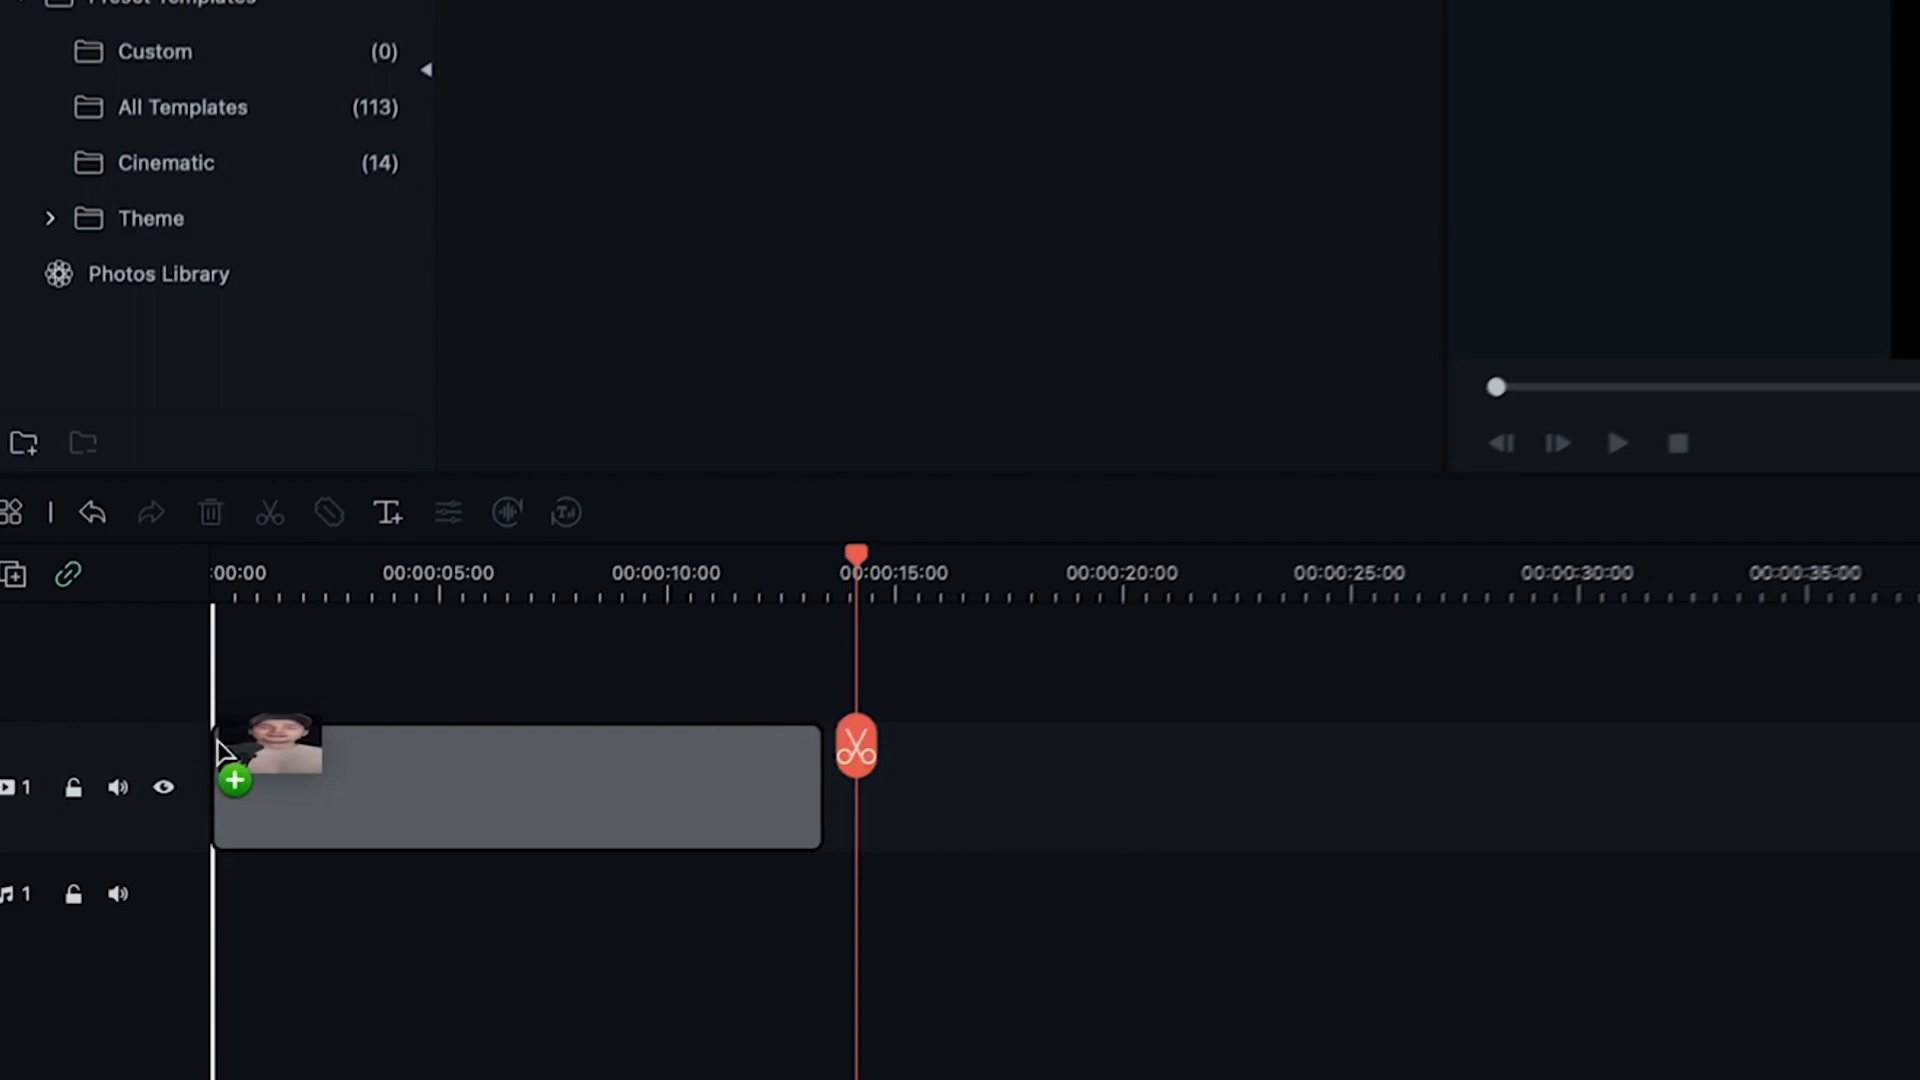 Preset Templates
Custom (0)
All Templates (113)
Cinematic (14)
Theme
Photos Library
:00:00 00:00:05:00 00:00:10:00 00:00:15:00 00:00:20:00 00:00:25:00 00:00:30:00 00:00:35:00
1
1